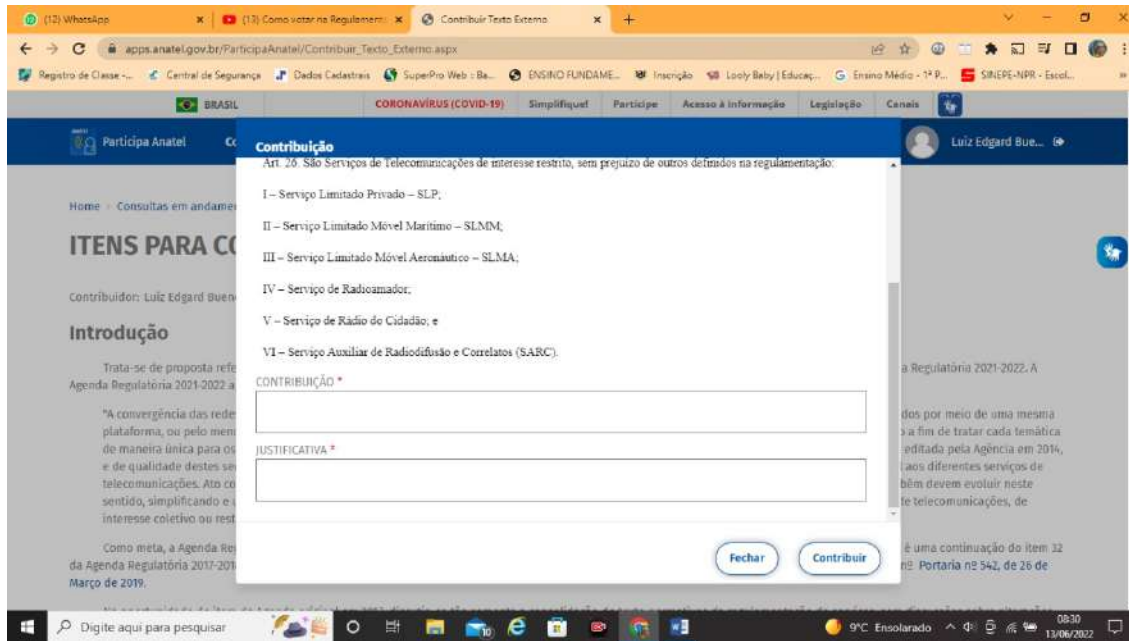 (12) WhatsApp
(13) Como votar na Regulament
Contribuir Texto Externo
apps.anatel.gov.br/ParticipaAnatel/Contribuir_Texto_Externo.aspx
Registro de Classe -...
Central de Segurança
Dados Cadastrais
SuperPro Web : Ba...
ENSINO FUNDAME...
Inscrição
Looly Baby | Educaç...
Ensino Médio - 1ª P...
SINEPE-NPR - Escol...
BRASIL
CORONAVÍRUS (COVID-19)
Simplifique!
Participe
Acesso à Informação
Legislação
Canais
Participa Anatel
Co
Luiz Edgard Bue...
Contribuição
Art. 26. São Serviços de Telecomunicações de interesse restrito, sem prejuízo de outros definidos na regulamentação:
I – Serviço Limitado Privado – SLP;
II – Serviço Limitado Móvel Marítimo – SLMM;
III – Serviço Limitado Móvel Aeronáutico – SLMA;
IV – Serviço de Radioamador;
V – Serviço de Rádio do Cidadão; e
VI – Serviço Auxiliar de Radiodifusão e Correlatos (SARC).
CONTRIBUIÇÃO *
JUSTIFICATIVA *
Fechar
Contribuir
Home > Consultas em andame
ITENS PARA CO
Contribuidor: Luiz Edgard Buen
Introdução
Trata-se de proposta refe
a Regulatória 2021-2022. A
Agenda Regulatória 2021-2022 a
"A convergência das rede
dos por meio de uma mesma
plataforma, ou pelo men
o a fim de tratar cada temática
de maneira única para os
editada pela Agência em 2014,
e de qualidade destes se
aos diferentes serviços de
telecomunicações. Ato co
bém devem evoluir neste
sentido, simplificando e
te telecomunicações, de
interesse coletivo ou rest
Como meta, a Agenda Re
é uma continuação do item 32
da Agenda Regulatória 2017-201
nº Portaria nº 542, de 26 de
Março de 2019.
Digite aqui para pesquisar
10
9°C Ensolarado
08:30
13/06/2022